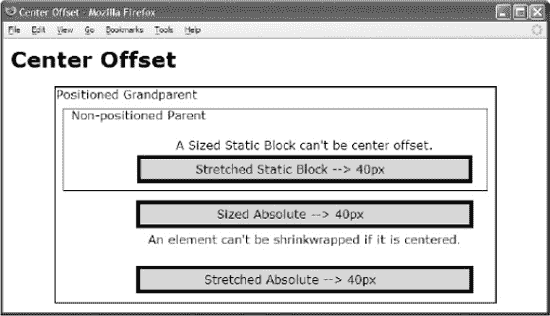 Center Offset - Mozilla Firefox
File Edit View Go Bookmarks Tools Help
Center Offset
Positioned Grandparent
Non-positioned Parent
A Sized Static Block can't be center offset.
Stretched Static Block --> 40px
Sized Absolute --> 40px
An element can't be shrinkwrapped if it is centered.
Stretched Absolute --> 40px